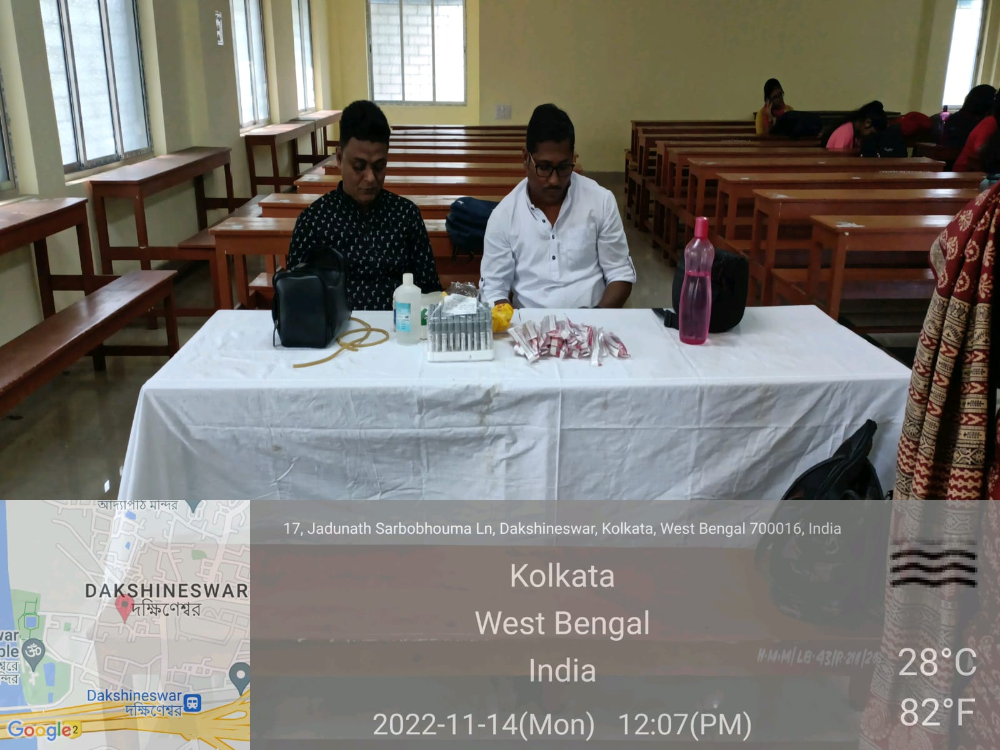 আদ্যাপীঠ মন্দির
17, Jadunath Sarbobhouma Ln, Dakshineswar, Kolkata, West Bengal 700016, India
DAKSHINESWAR
দক্ষিণেশ্বর
Kolkata
West Bengal
India
2022-11-14(Mon) 12:07(PM)
28°C
82°F
Dakshineswar
দক্ষিণেশ্বর
Google